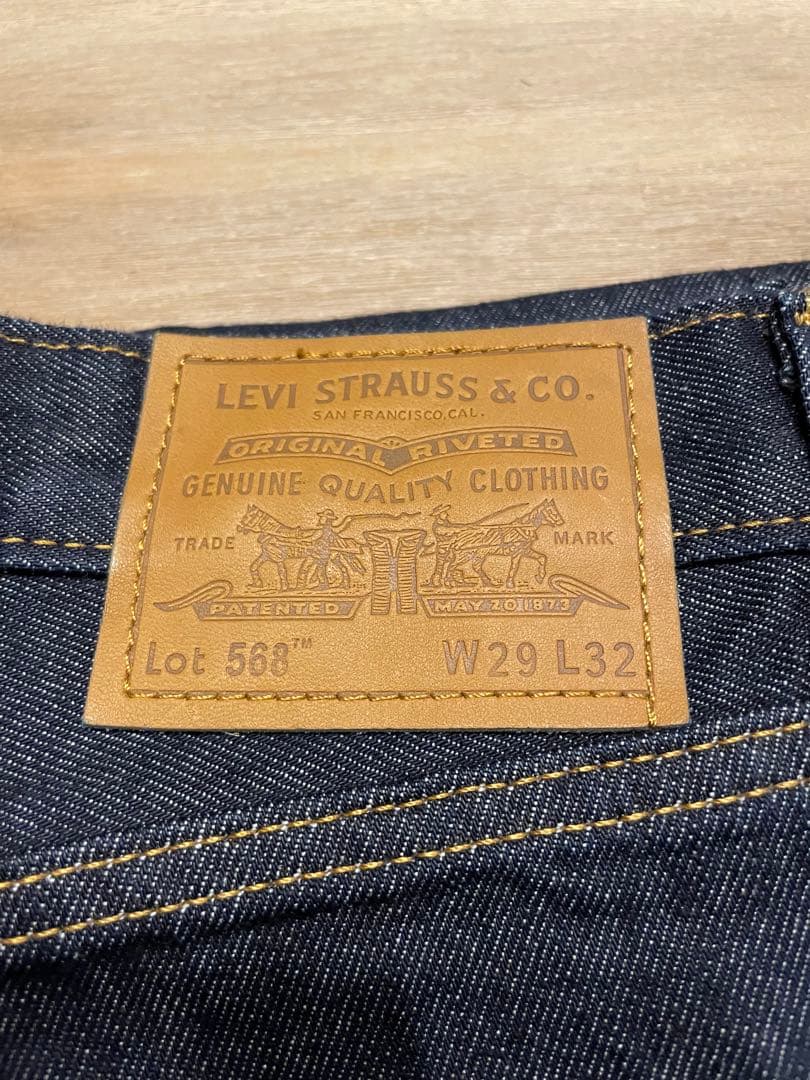 LEVI STRAUSS & CO.
SAN FRANCISCO, CAL.
ORIGINAL RIVETED
GENUINE QUALITY CLOTHING
TRADE MARK
PATENTED MAY 20 1873
Lot 568™ W29 L32